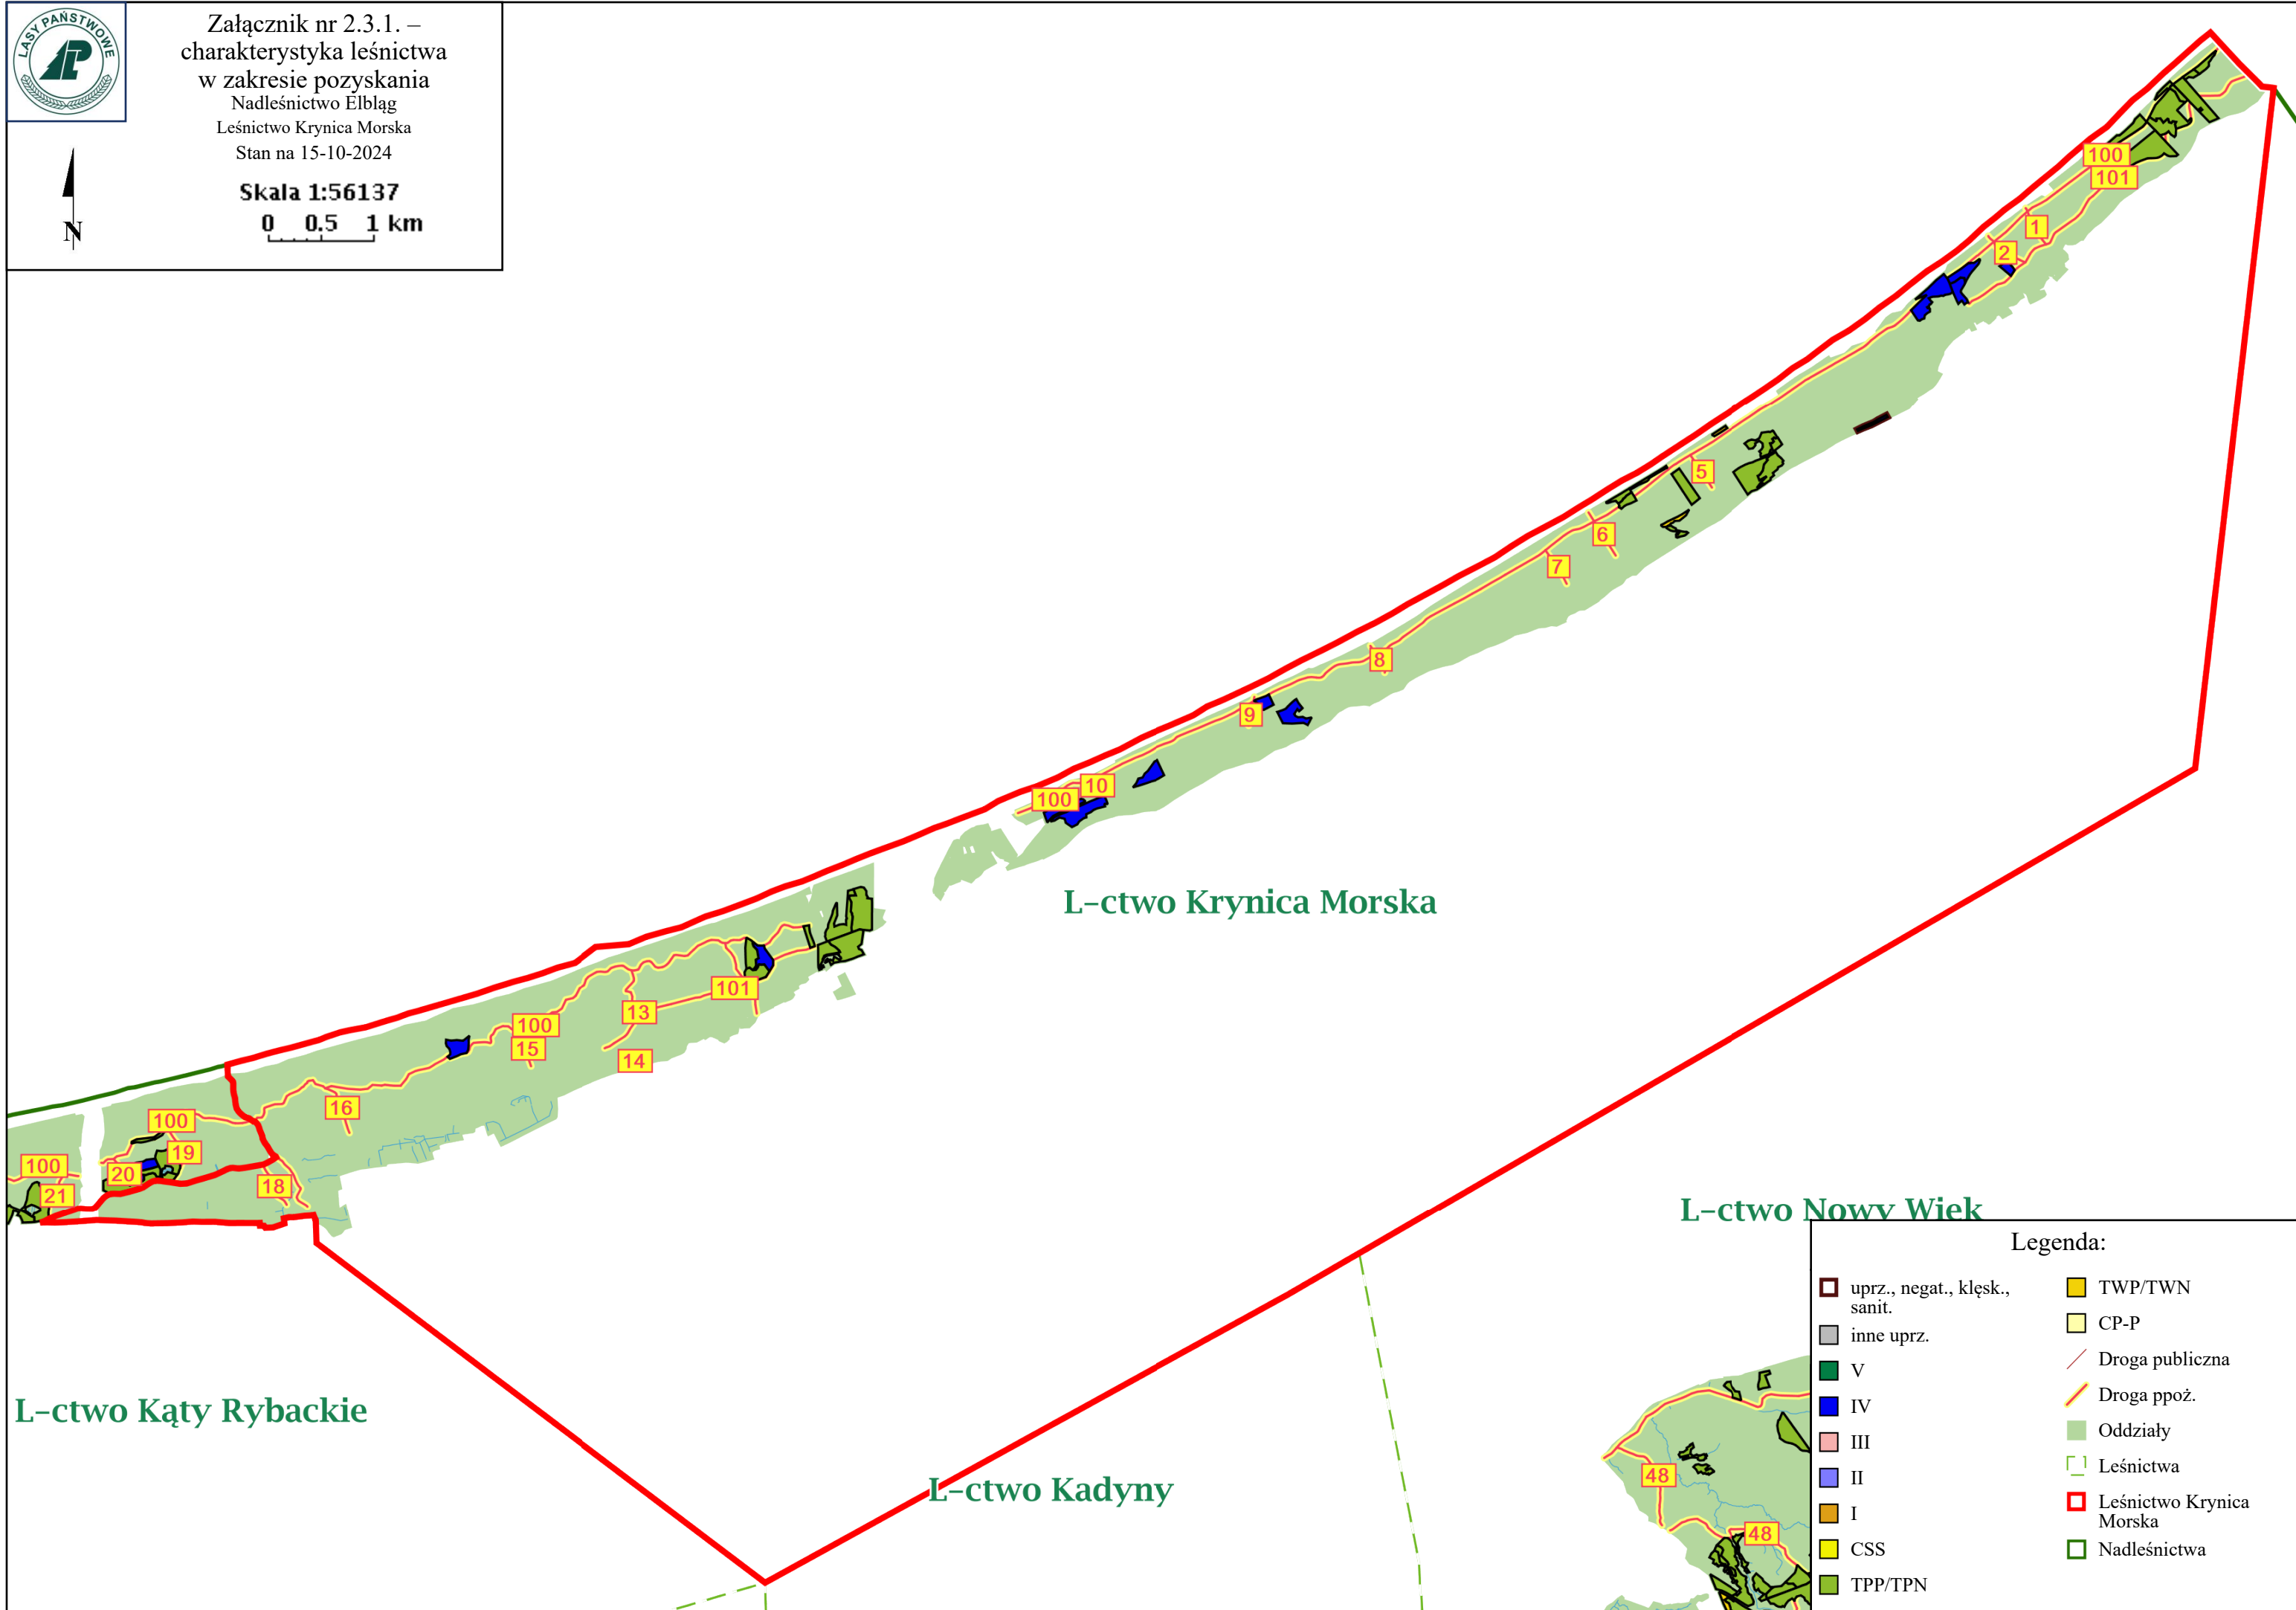 LASY PAŃSTWOWE
Załącznik nr 2.3.1. –
charakterystyka leśnictwa
w zakresie pozyskania
Nadleśnictwo Elbląg
Leśnictwo Krynica Morska
Stan na 15-10-2024
Skala 1:56137
0 0.5 1 km
N
100
101
1
2
5
6
7
8
9
10
100
L-ctwo Krynica Morska
101
13
100
15
14
16
100
19
100
20
18
21
L-ctwo Nowy Wiek
L-ctwo Kąty Rybackie
L-ctwo Kadyny
48
48
Legenda:
uprz., negat., klęsk.,
sanit.
inne uprz.
V
IV
III
II
I
CSS
TPP/TPN
TWP/TWN
CP-P
Droga publiczna
Droga ppoż.
Oddziały
Leśnictwa
Leśnictwo Krynica
Morska
Nadleśnictwa